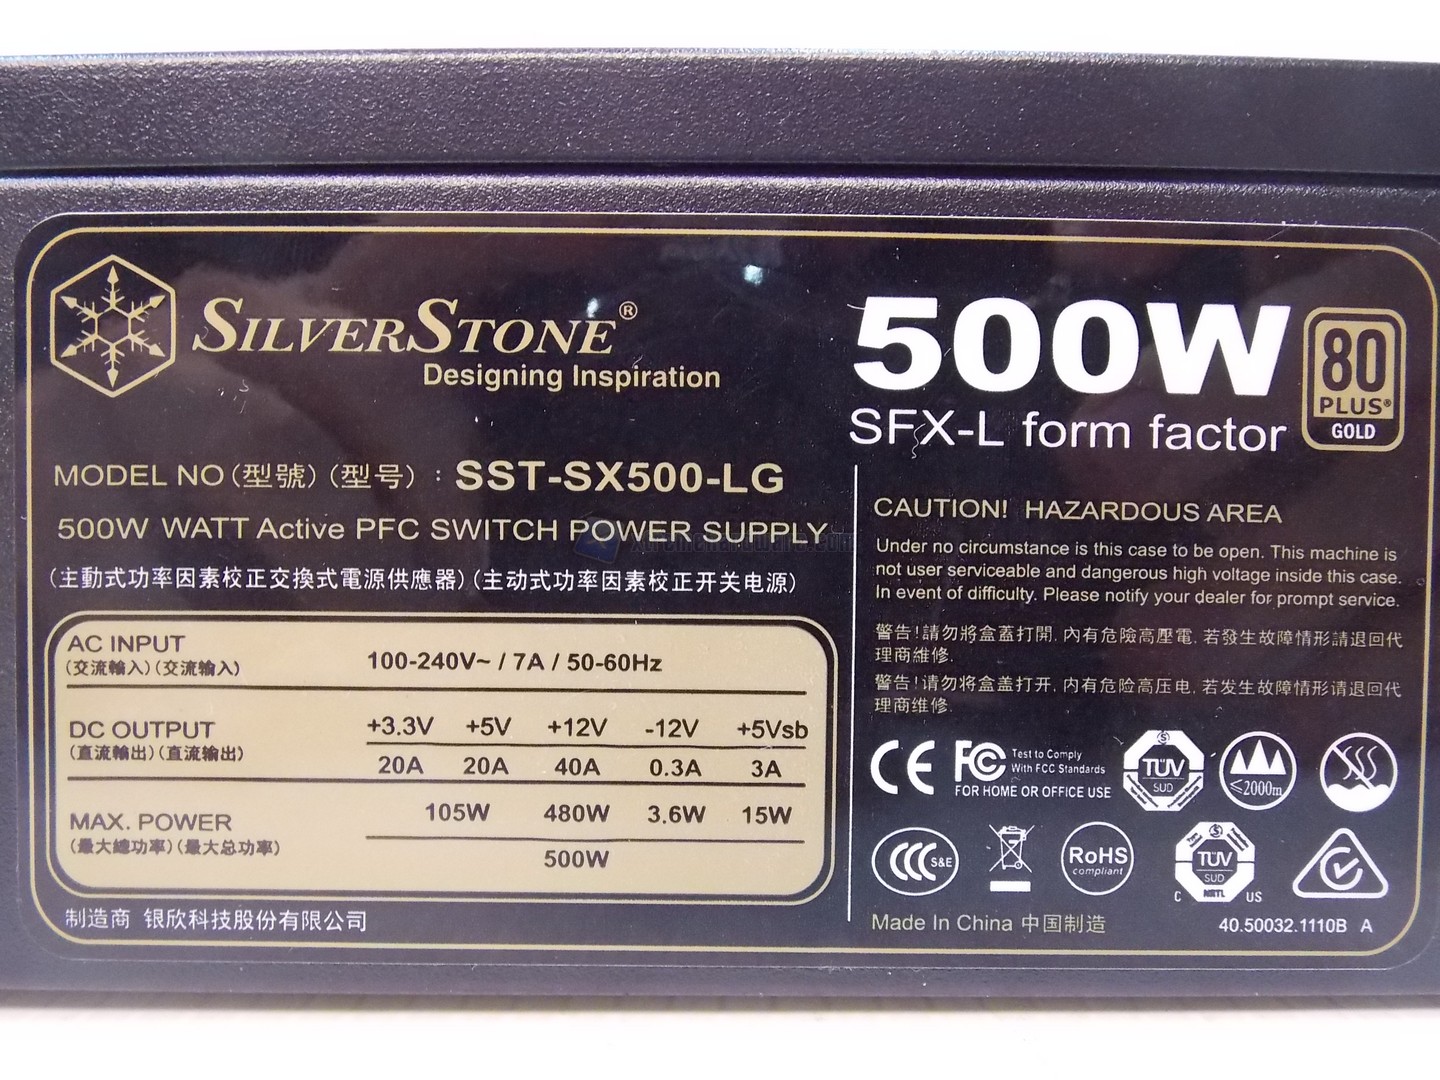 SILVERSTONE®
Designing Inspiration
500W
SFX-L form factor
80
PLUS®
GOLD
MODEL NO(型號) (型号) : SST-SX500-LG
500W WATT Active PFC SWITCH POWER SUPPLY
(主動式功率因素校正交換式電源供應器) (主动式功率因素校正开关电源)
AC INPUT
(交流輸入) (交流输入)
100-240V~ / 7A / 50-60Hz
DC OUTPUT
(直流輸出) (直流输出)
+3.3V +5V +12V -12V +5Vsb
20A 20A 40A 0.3A 3A
MAX. POWER
(最大總功率) (最大总功率)
105W 480W 3.6W 15W
500W
制造商 银欣科技股份有限公司
CAUTION! HAZARDOUS AREA
Under no circumstance is this case to be open. This machine is
not user serviceable and dangerous high voltage inside this case.
In event of difficulty. Please notify your dealer for prompt service.
警告!請勿將盒蓋打開, 內有危險高壓電, 若發生故障情形請退回代
理商維修.
警告!请勿将盒盖打开, 内有危险高压电, 若发生故障情形请退回代
理商维修.
CE
FC
Test to Comply
With FCC Standards
FOR HOME OR OFFICE USE
TÜV
SUD
≤2000m
CCC S&E
RoHS
compliant
TÜV
SUD
NRTL
C US
Made In China 中国制造
40.50032.1110B A